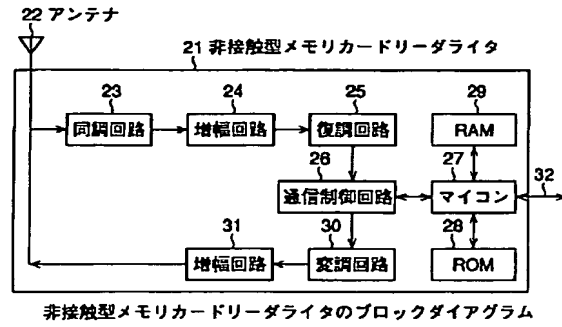 22 アンテナ
21 非接触型メモリカードリーダライタ
23
24
25
29
同調回路
増幅回路
復調回路
RAM
26
27
32
通信制御回路
マイコン
31
30
28
増幅回路
変調回路
ROM
非接触型メモリカードリーダライタのブロックダイアグラム